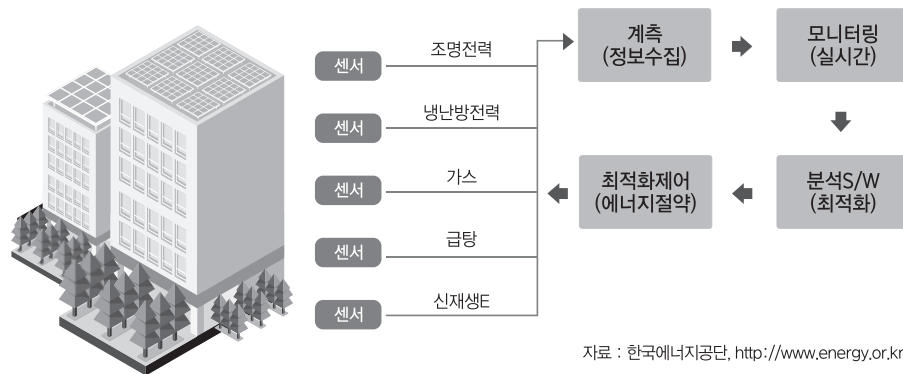 센서
조명전력
센서
냉난방전력
센서
가스
센서
급탕
센서
신재생E
계측
(정보수집)
모니터링
(실시간)
분석S/W
(최적화)
최적화제어
(에너지절약)
자료 : 한국에너지공단, http://www.energy.or.kr